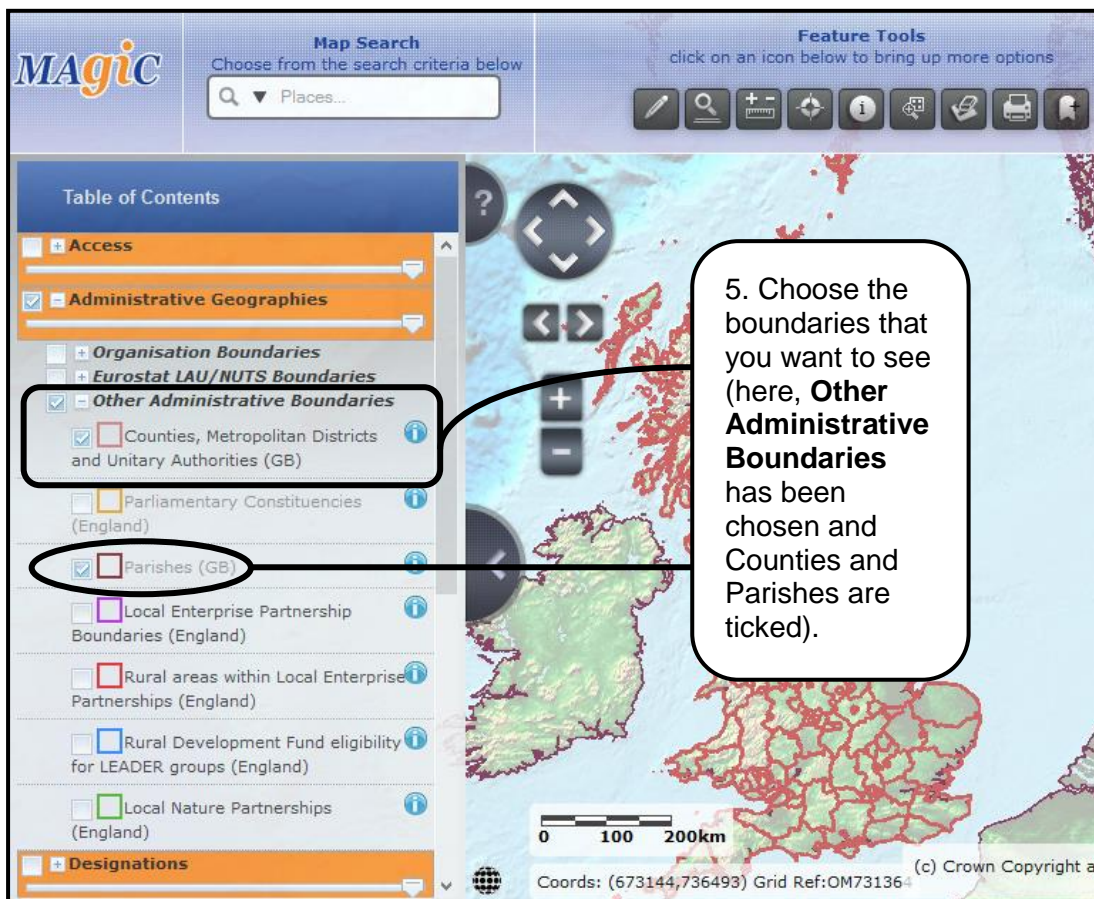 MAgiC
Map Search
Choose from the search criteria below
Places...
Feature Tools
click on an icon below to bring up more options
Table of Contents
Access
Administrative Geographies
Organisation Boundaries
Eurostat LAU/NUTS Boundaries
Other Administrative Boundaries
Counties, Metropolitan Districts
and Unitary Authorities (GB)
Parliamentary Constituencies
(England)
Parishes (GB)
Local Enterprise Partnership
Boundaries (England)
Rural areas within Local Enterprise
Partnerships (England)
Rural Development Fund eligibility
for LEADER groups (England)
Local Nature Partnerships
(England)
Designations
?
5. Choose the
boundaries that
you want to see
(here, Other
Administrative
Boundaries
has been
chosen and
Counties and
Parishes are
ticked).
0 100 200km
Coords: (673144,736493) Grid Ref:OM731364
(c) Crown Copyright a